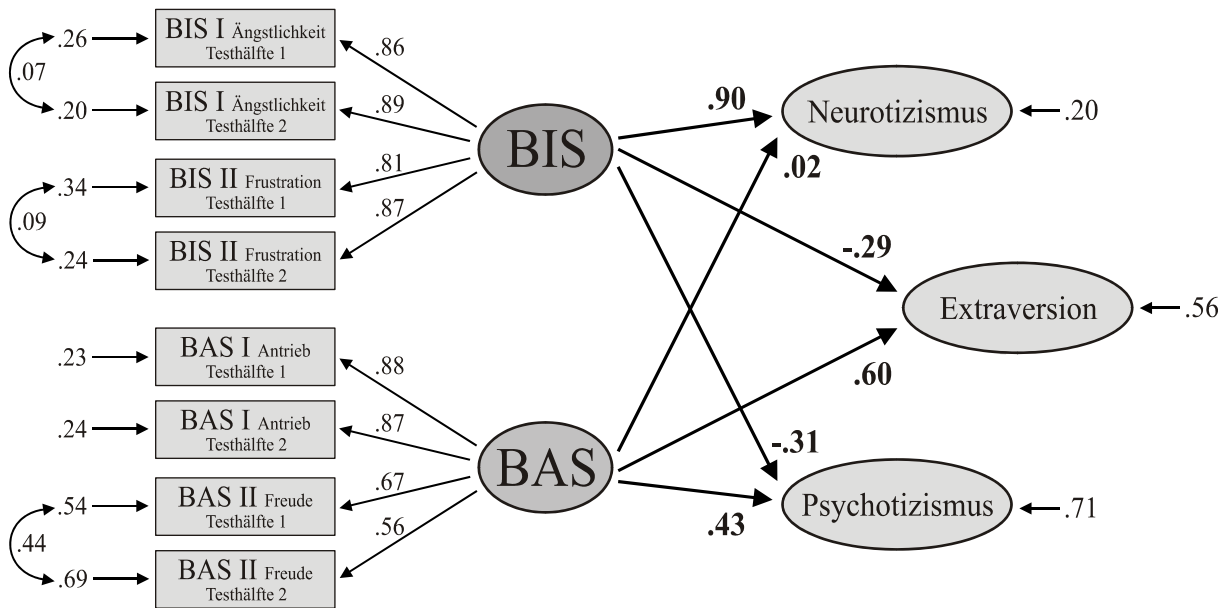 .26
BIS I Ängstlichkeit
Testhälfte 1
.86
.07
.20
BIS I Ängstlichkeit
Testhälfte 2
.89
.34
BIS II Frustration
Testhälfte 1
.81
.09
.24
BIS II Frustration
Testhälfte 2
.87
BIS
.90
.02
Neurotizismus
.20
-.29
Extraversion
.56
.60
.23
BAS I Antrieb
Testhälfte 1
.88
.24
BAS I Antrieb
Testhälfte 2
.87
.54
BAS II Freude
Testhälfte 1
.67
.44
.69
BAS II Freude
Testhälfte 2
.56
BAS
-.31
.43
Psychotizismus
.71